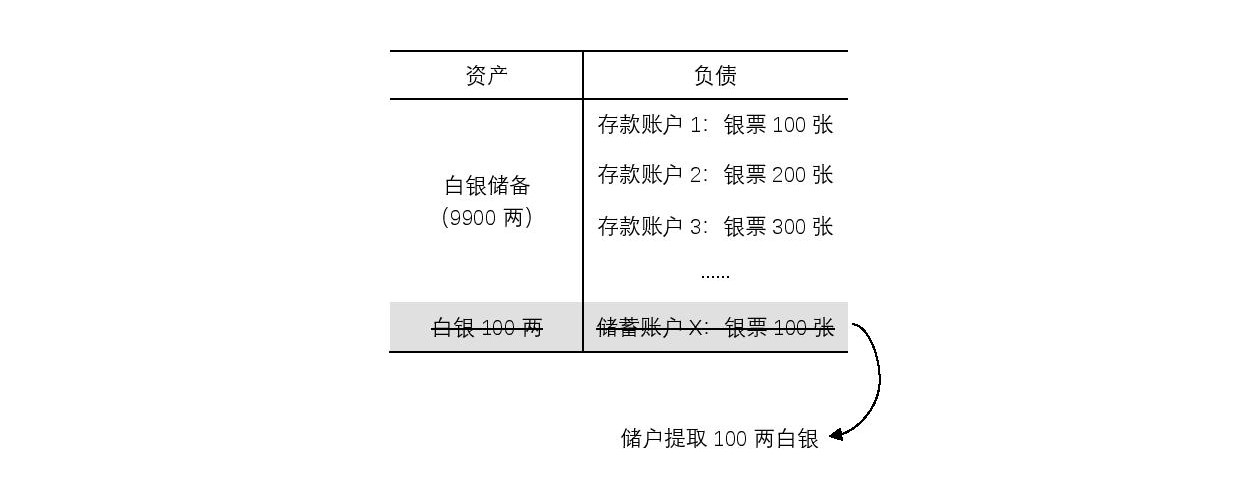 资产
负债
存款账户 1：银票 100 张
存款账户 2：银票 200 张
白银储备
（9900 两）
存款账户 3：银票 300 张
……
白银 100 两
储蓄账户 X：银票 100 张
储户提取 100 两白银